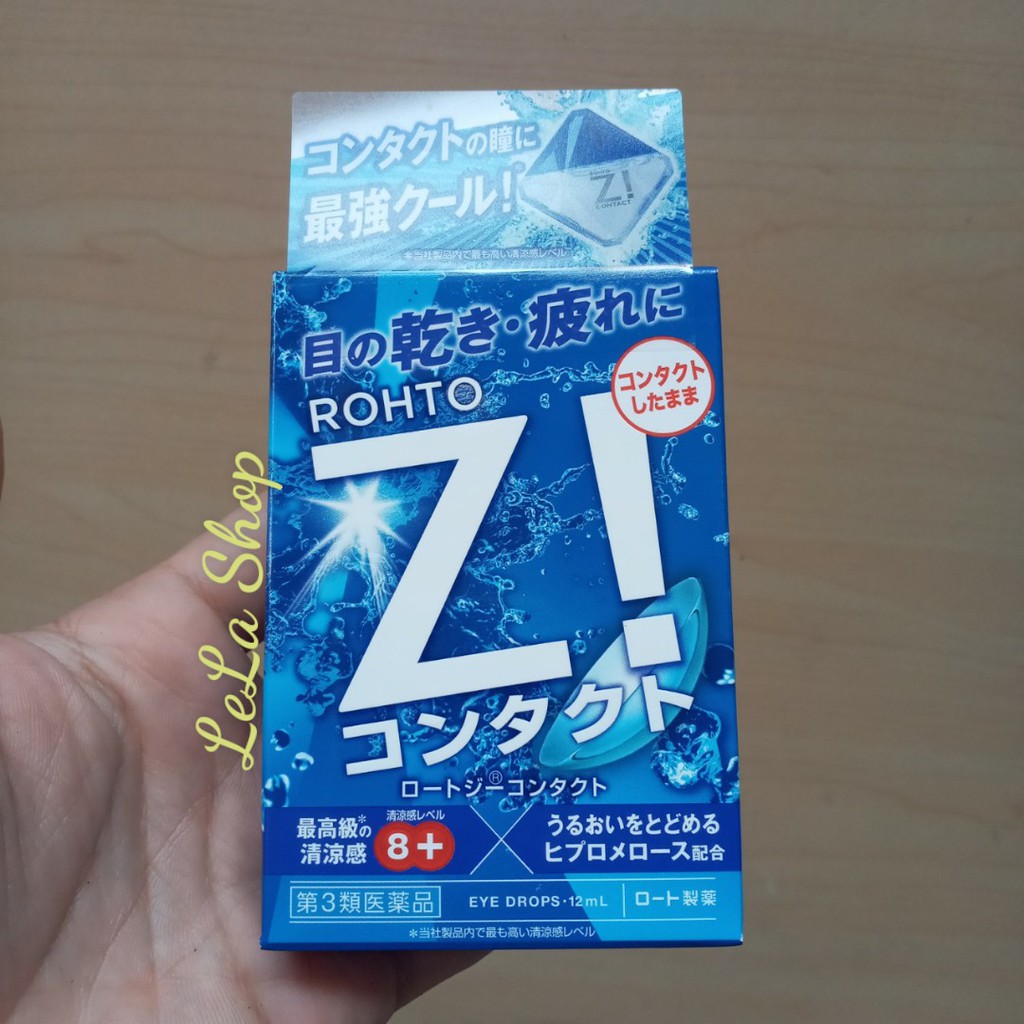 コンタクトの瞳に
最強クール!
Z!
CONTACT
*当社製品内で最も高い清涼感レベル
目の乾き・疲れに
コンタクト
したまま
ROHTO
Z!
コンタクト
ロートジー®コンタクト
最高級*の
清涼感
清涼感レベル
8+
うるおいをとどめる
ヒプロメロース配合
第3類医薬品
EYE DROPS・12mL
ロート製薬
*当社製品内で最も高い清涼感レベル
LeLa Shop